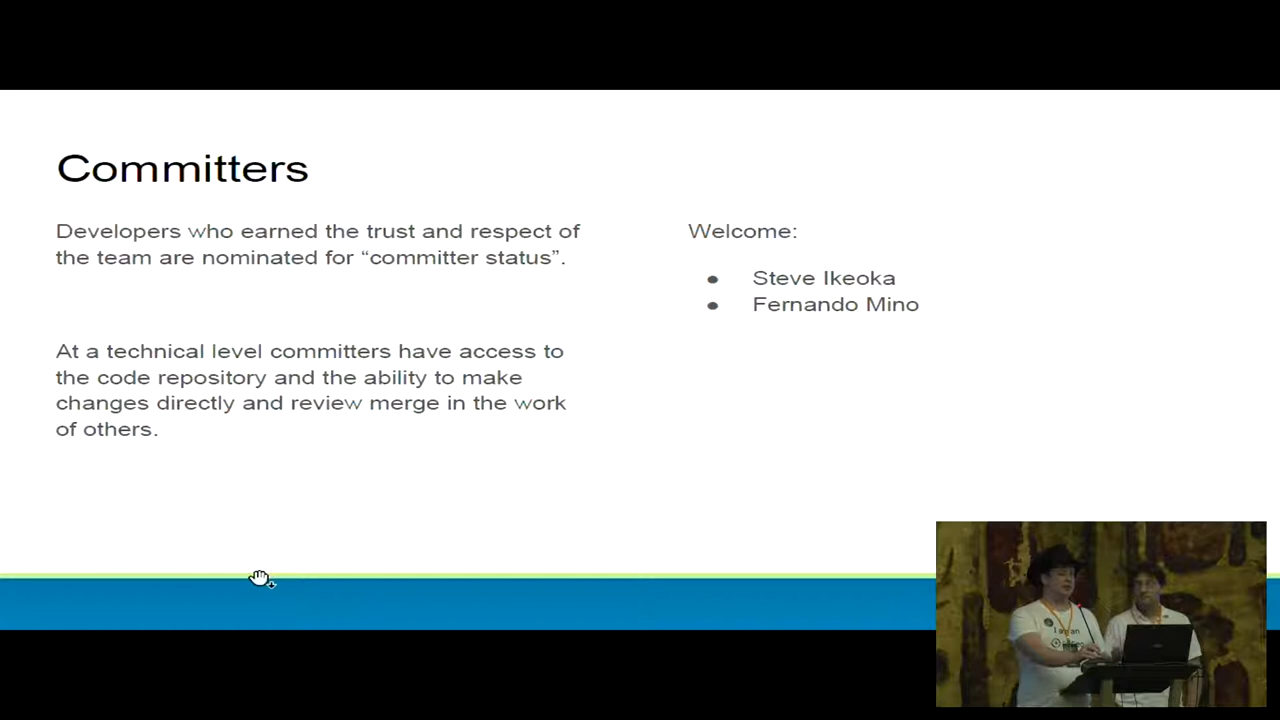 Committers
Developers who earned the trust and respect of
the team are nominated for “committer status”.
At a technical level committers have access to
the code repository and the ability to make
changes directly and review merge in the work
of others.
Welcome:
● Steve Ikeoka
● Fernando Mino
I am an